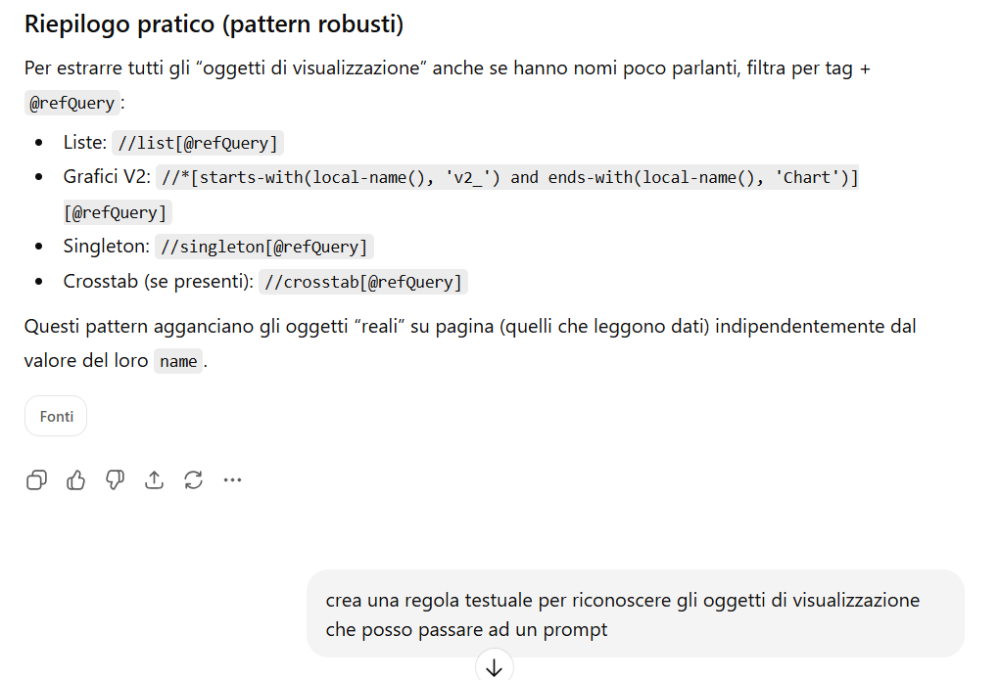 Riepilogo pratico (pattern robusti)
Per estrarre tutti gli “oggetti di visualizzazione” anche se hanno nomi poco parlanti, filtra per tag +
@refQuery:
• Liste: //list[@refQuery]
• Grafici V2: //*[starts-with(local-name(), 'v2_') and ends-with(local-name(), 'Chart')]
[@refQuery]
• Singleton: //singleton[@refQuery]
• Crosstab (se presenti): //crosstab[@refQuery]
Questi pattern agganciano gli oggetti “reali” su pagina (quelli che leggono dati) indipendentemente dal
valore del loro name.
Fonti
crea una regola testuale per riconoscere gli oggetti di visualizzazione
che posso passare ad un prompt